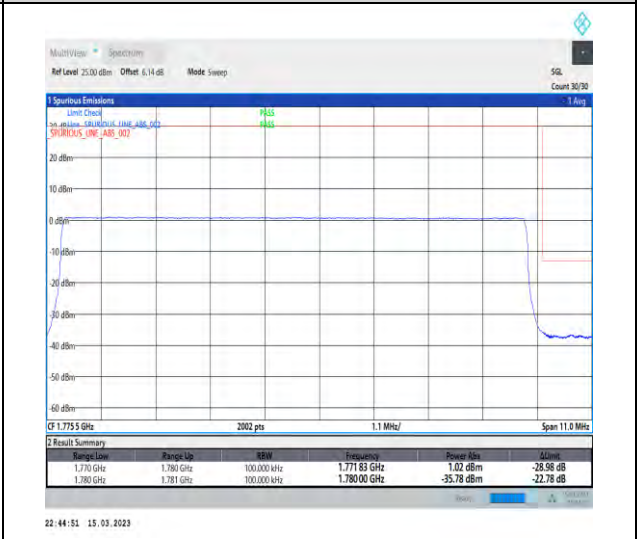 MultiView Spectrum
Ref Level 25.00 dBm Offset 6.14 dB Mode Sweep SGL
Count 30/30
1 Spurious Emissions 1 Avg
Limit Check PASS
Line _SPURIOUS_LINE_ABS_002 PASS
_SPURIOUS_LINE_ABS_002
20 dBm
10 dBm
0 dBm
-10 dBm
-20 dBm
-30 dBm
-40 dBm
-50 dBm
-60 dBm
CF 1.775 5 GHz 2002 pts 1.1 MHz/ Span 11.0 MHz
2 Result Summary
Range Low Range Up RBW Frequency Power Abs ΔLimit
1.770 GHz 1.780 GHz 100.000 kHz 1.771 83 GHz 1.02 dBm -28.98 dB
1.780 GHz 1.781 GHz 100.000 kHz 1.780 00 GHz -35.78 dBm -22.78 dB
22:44:51 15.03.2023